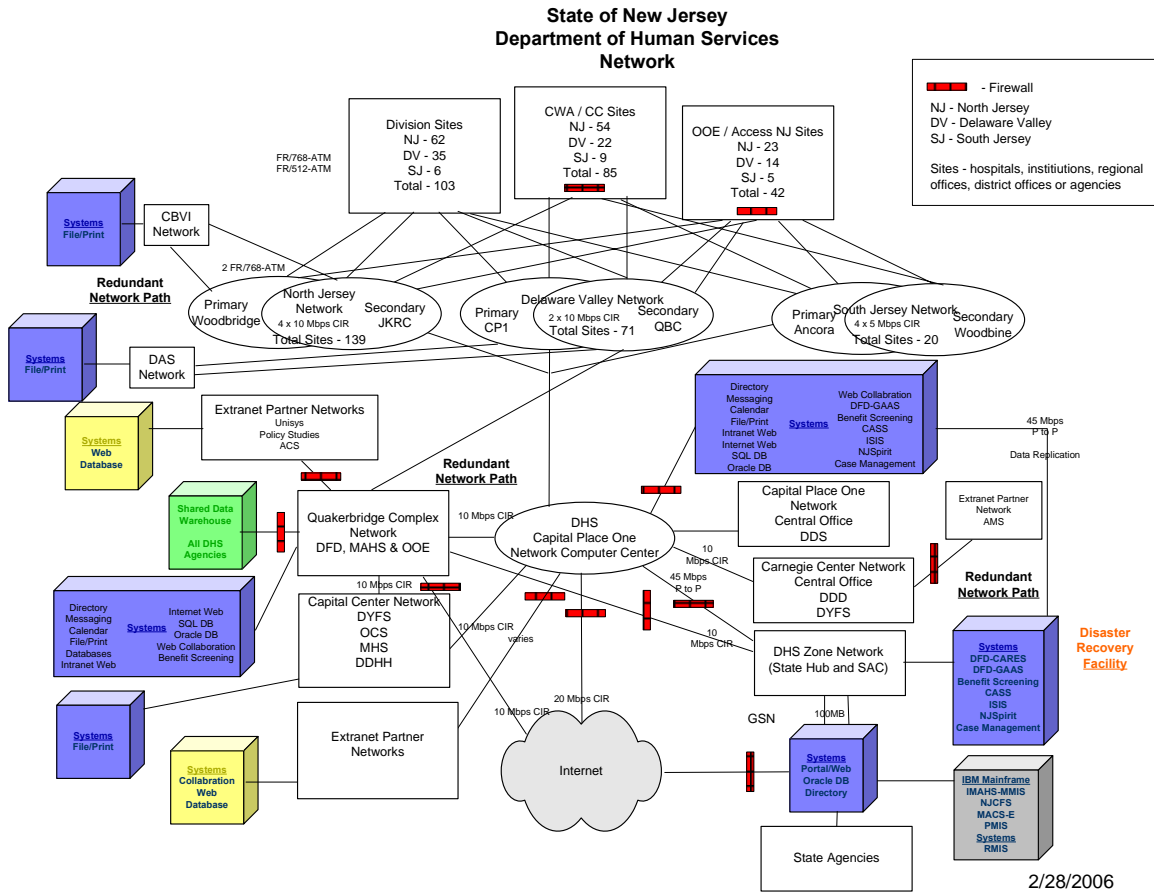 State of New Jersey
Department of Human Services
Network
- Firewall
NJ - North Jersey
DV - Delaware Valley
SJ - South Jersey
Sites - hospitals, institutions, regional
offices, district offices or agencies
Division Sites
NJ - 62
DV - 35
SJ - 6
Total - 103
CWA / CC Sites
NJ - 54
DV - 22
SJ - 9
Total - 85
OOE / Access NJ Sites
NJ - 23
DV - 14
SJ - 5
Total - 42
FR/768-ATM
FR/512-ATM
Systems
File/Print
CBVI
Network
2 FR/768-ATM
Redundant
Network Path
Primary
Woodbridge
North Jersey
Network
4 x 10 Mbps CIR
Total Sites - 139
Secondary
JKRC
Primary
CP1
Delaware Valley Network
2 x 10 Mbps CIR
Total Sites - 71
Secondary
QBC
Primary
Ancora
South Jersey Network
4 x 5 Mbps CIR
Total Sites - 20
Secondary
Woodbine
Systems
File/Print
DAS
Network
Systems
Web
Database
Extranet Partner Networks
Unisys
Policy Studies
ACS
Redundant
Network Path
Directory
Messaging
Calendar
File/Print
Intranet Web
Internet Web
SQL DB
Oracle DB
Systems
Web Collabration
DFD-GAAS
Benefit Screening
CASS
ISIS
NJSpirit
Case Management
45 Mbps
P to P
Data Replication
Shared Data
Warehouse
All DHS
Agencies
Quakerbridge Complex
Network
DFD, MAHS & OOE
10 Mbps CIR
DHS
Capital Place One
Network Computer Center
Capital Place One
Network
Central Office
DDS
Extranet Partner
Network
AMS
10
Mbps CIR
Carnegie Center Network
Central Office
DDD
DYFS
Redundant
Network Path
45 Mbps
P to P
10 Mbps CIR
Directory
Messaging
Calendar
File/Print
Databases
Intranet Web
Systems
Internet Web
SQL DB
Oracle DB
Web Collaboration
Benefit Screening
Capital Center Network
DYFS
OCS
MHS
DDHH
10 Mbps CIR
varies
10
Mbps CIR
DHS Zone Network
(State Hub and SAC)
Systems
DFD-CARES
DFD-GAAS
Benefit Screening
CASS
ISIS
NJSpirit
Case Management
Disaster
Recovery
Facility
Systems
File/Print
10 Mbps CIR
20 Mbps CIR
GSN
100MB
Extranet Partner
Networks
Systems
Collabration
Web
Database
Internet
Systems
Portal/Web
Oracle DB
Directory
IBM Mainframe
IMAHS-MMIS
NJCFS
MACS-E
PMIS
Systems
RMIS
State Agencies
2/28/2006